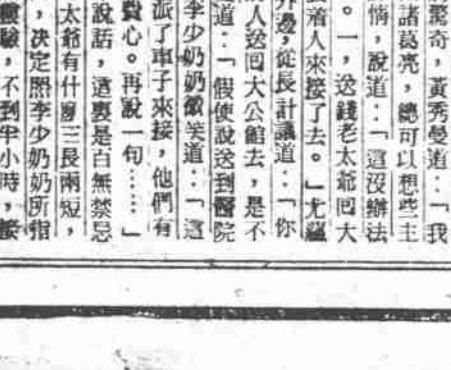 驚奇，黃秀曼道：「我
諸葛亮，總可以想些主
情，說道：「這沒辦法
。一，送錢老太爺回大
着人來接了去。」尤蘊
外邊，從長計議道：「你
人送回大公館去，是不
道：「假使說送到醫院
李少奶奶微笑道：「這
派了車子來接，他們有
費心。再說一句……」
說話，這裏是白無禁忌
太爺有什麼三長兩短，
，決定照李少奶奶所指
驗，不到半小時，接